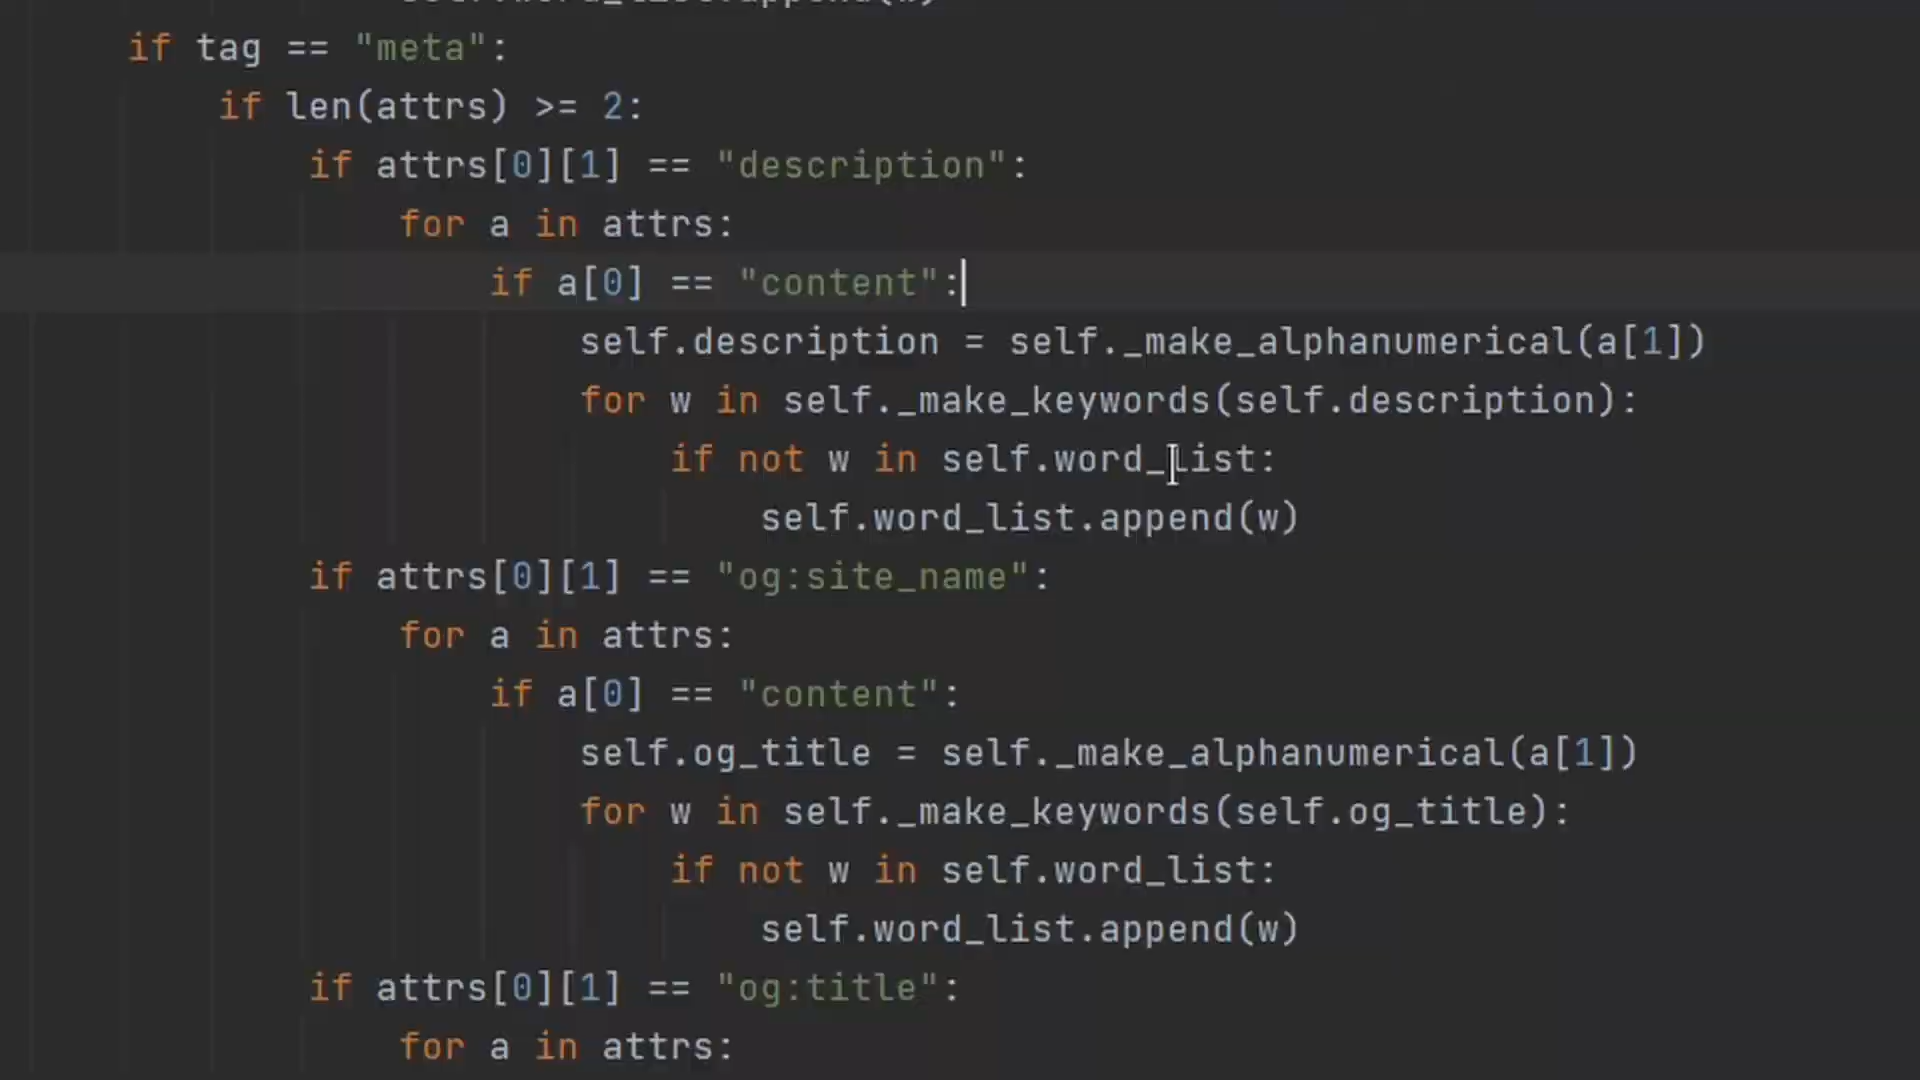 self.word_list.append(w)
if tag == "meta":
if len(attrs) >= 2:
if attrs[0][1] == "description":
for a in attrs:
if a[0] == "content":
self.description = self._make_alphanumerical(a[1])
for w in self._make_keywords(self.description):
if not w in self.word_list:
self.word_list.append(w)
if attrs[0][1] == "og:site_name":
for a in attrs:
if a[0] == "content":
self.og_title = self._make_alphanumerical(a[1])
for w in self._make_keywords(self.og_title):
if not w in self.word_list:
self.word_list.append(w)
if attrs[0][1] == "og:title":
for a in attrs: